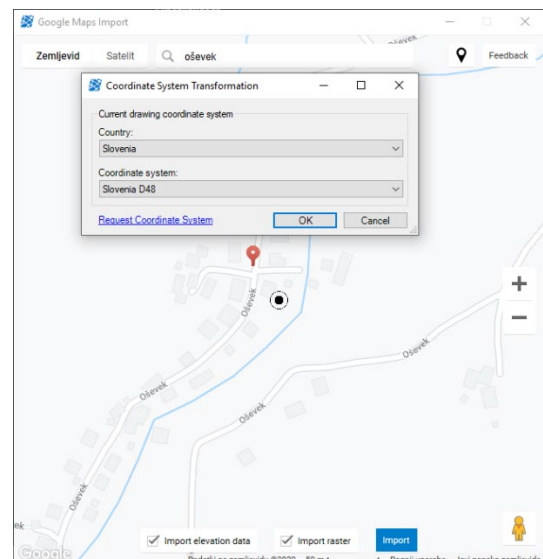 Google Maps Import
Zemljevid Satelit oševek Feedback
Coordinate System Transformation
Current drawing coordinate system
Country:
Slovenia
Coordinate system:
Slovenia D48
Request Coordinate System OK Cancel
Oševek
Oševek
Oševek
Oševek
Oševek
ek
Import elevation data Import raster Import
Google